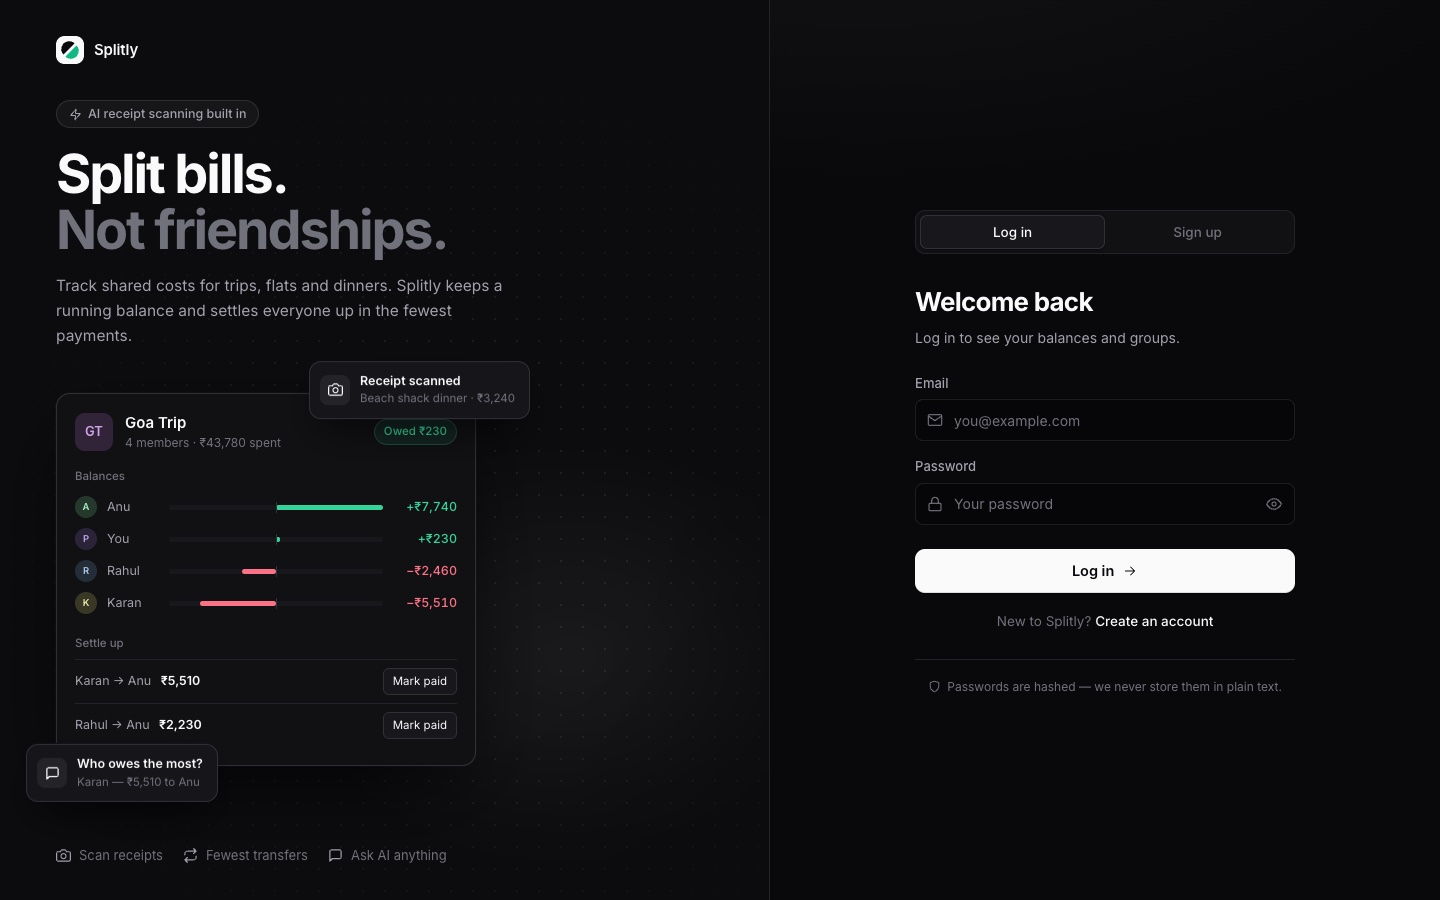 Splitly
AI receipt scanning built in
Split bills.
Not friendships.
Track shared costs for trips, flats and dinners. Splitly keeps a
running balance and settles everyone up in the fewest
payments.
Receipt scanned
Beach shack dinner · ₹3,240
GT
Goa Trip
4 members · ₹43,780 spent
Owed ₹230
Balances
A Anu +₹7,740
P You +₹230
R Rahul −₹2,460
K Karan −₹5,510
Settle up
Karan → Anu ₹5,510 Mark paid
Rahul → Anu ₹2,230 Mark paid
Who owes the most?
Karan — ₹5,510 to Anu
Scan receipts Fewest transfers Ask AI anything
Log in Sign up
Welcome back
Log in to see your balances and groups.
Email
you@example.com
Password
Your password
Log in →
New to Splitly? Create an account
Passwords are hashed — we never store them in plain text.